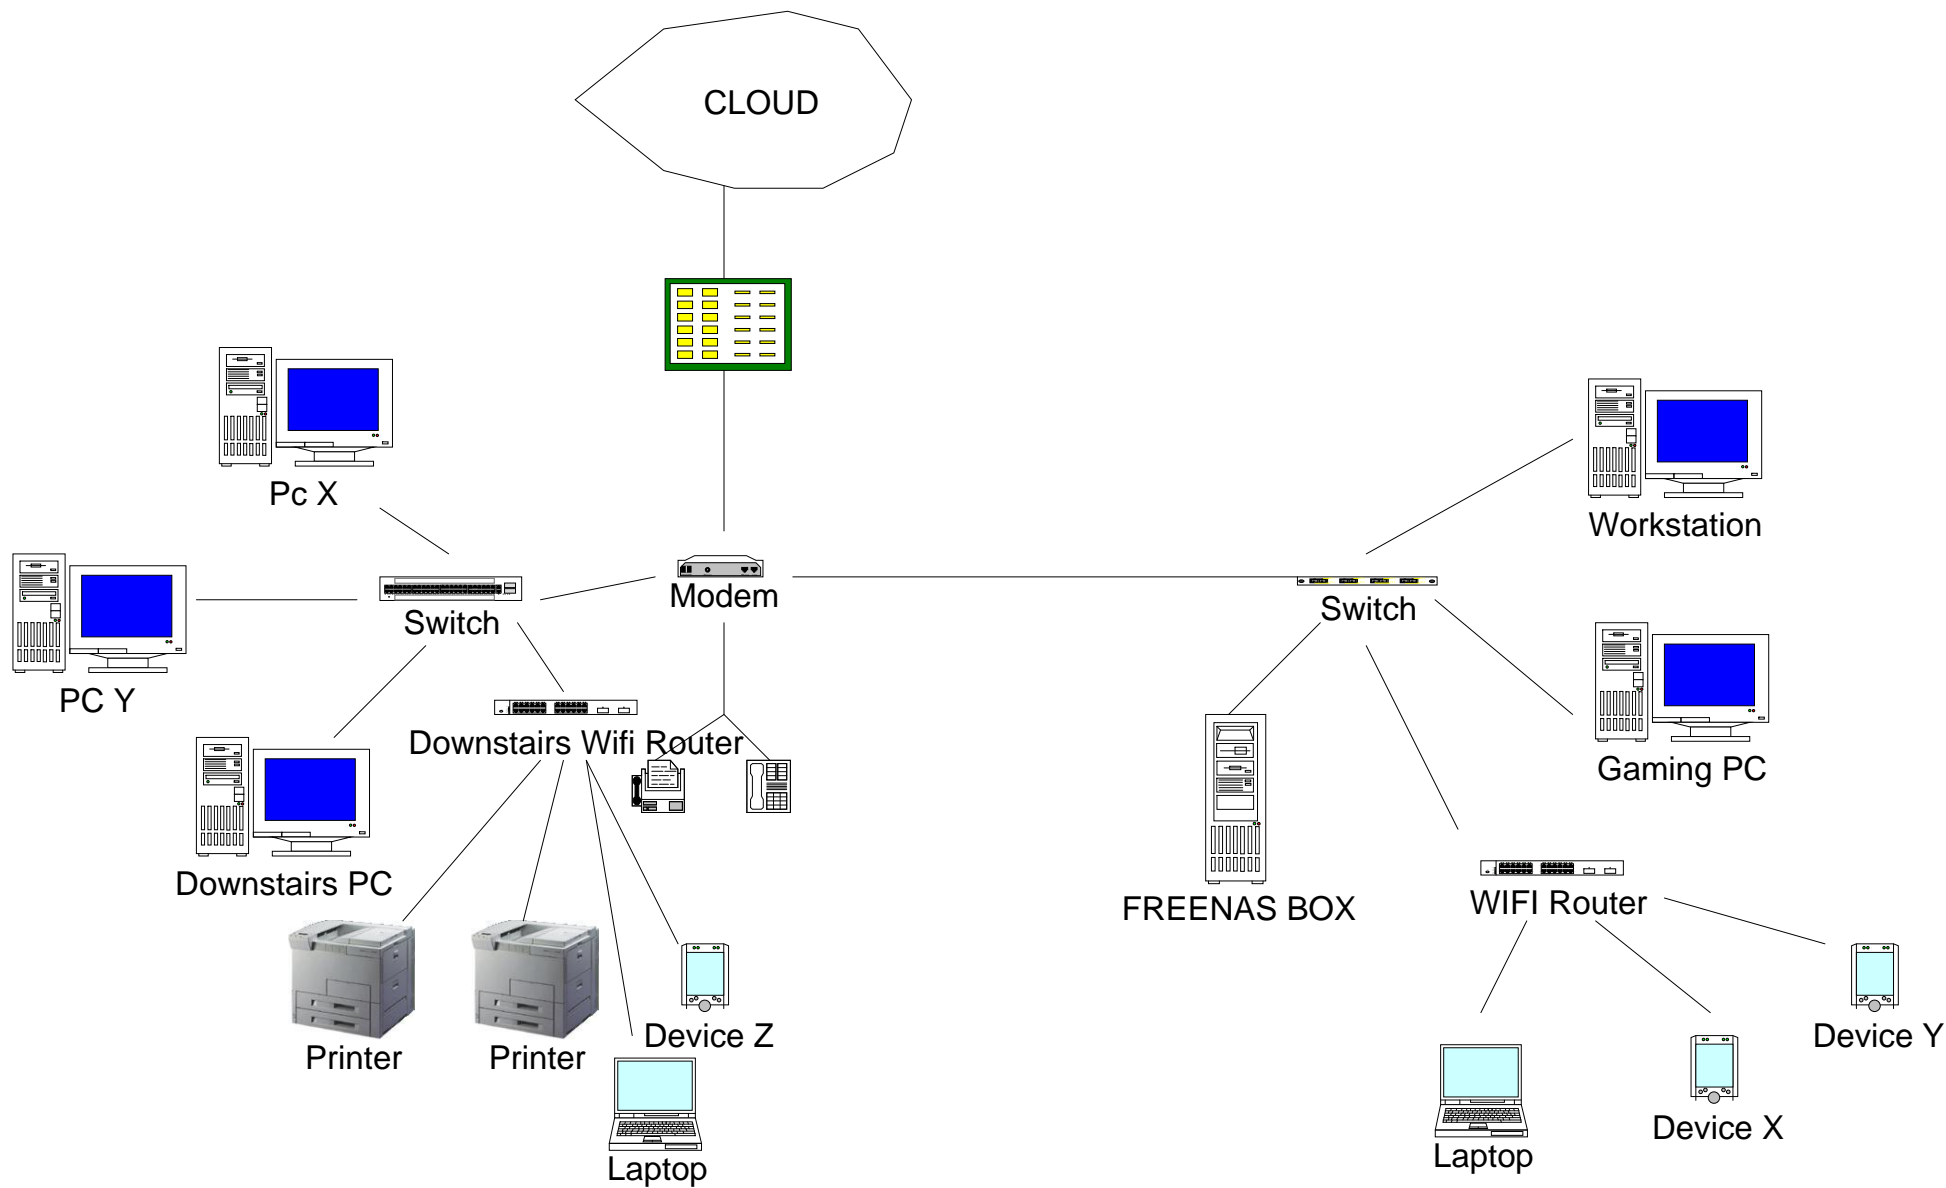 CLOUD
Pc X
Workstation
Modem
Switch
Switch
PC Y
Downstairs Wifi Router
Gaming PC
Downstairs PC
FREENAS BOX
WIFI Router
Device Z
Device Y
Printer
Printer
Device X
Laptop
Laptop